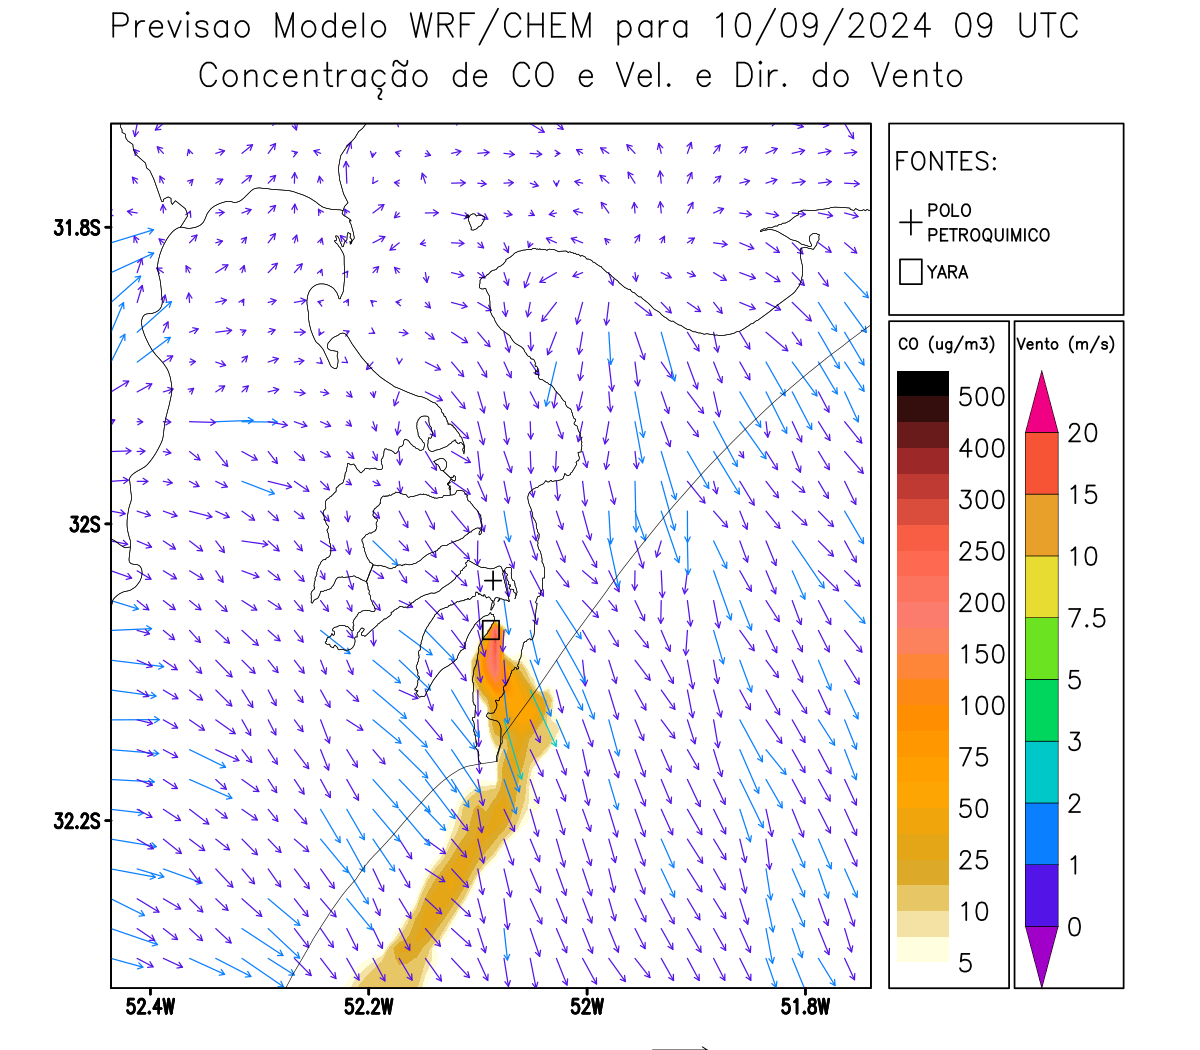 Previsao Modelo WRF/CHEM para 10/09/2024 09 UTC
Concentração de CO e Vel. e Dir. do Vento
FONTES:
POLO
PETROQUIMICO
YARA
CO (ug/m3)
500
400
300
250
200
150
100
75
50
25
10
5
Vento (m/s)
20
15
10
7.5
5
3
2
1
0
31.8S
32S
32.2S
52.4W
52.2W
52W
51.8W